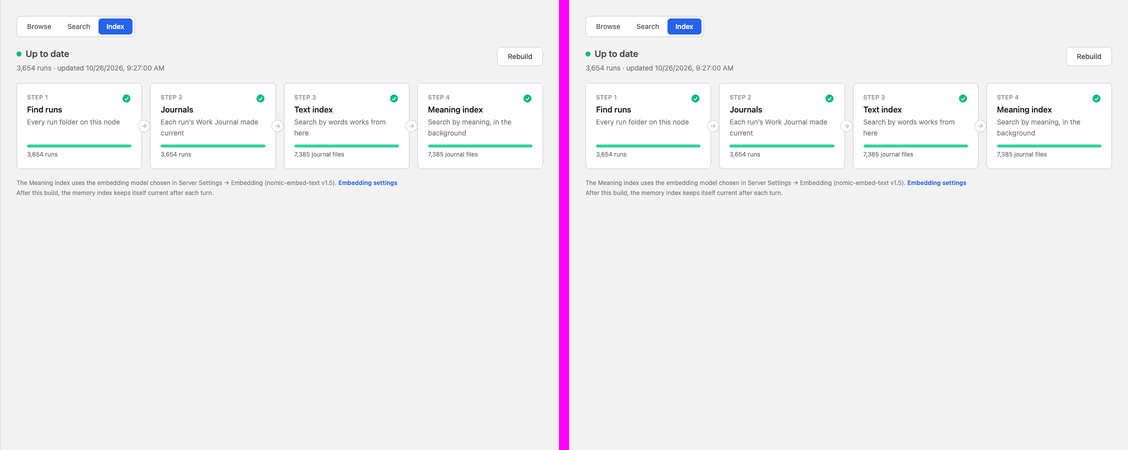 Browse Search Index
Up to date
3,654 runs · updated 10/26/2026, 9:27:00 AM
Rebuild
STEP 1
Find runs
Every run folder on this node
3,654 runs
STEP 2
Journals
Each run's Work Journal made
current
3,654 runs
STEP 3
Text index
Search by words works from
here
7,385 journal files
STEP 4
Meaning index
Search by meaning, in the
background
7,385 journal files
The Meaning index uses the embedding model chosen in Server Settings → Embedding (nomic-embed-text v1.5). Embedding settings
After this build, the memory index keeps itself current after each turn.
Browse Search Index
Up to date
3,654 runs · updated 10/26/2026, 9:27:00 AM
Rebuild
STEP 1
Find runs
Every run folder on this node
3,654 runs
STEP 2
Journals
Each run's Work Journal made
current
3,654 runs
STEP 3
Text index
Search by words works from
here
7,385 journal files
STEP 4
Meaning index
Search by meaning, in the
background
7,385 journal files
The Meaning index uses the embedding model chosen in Server Settings → Embedding (nomic-embed-text v1.5). Embedding settings
After this build, the memory index keeps itself current after each turn.